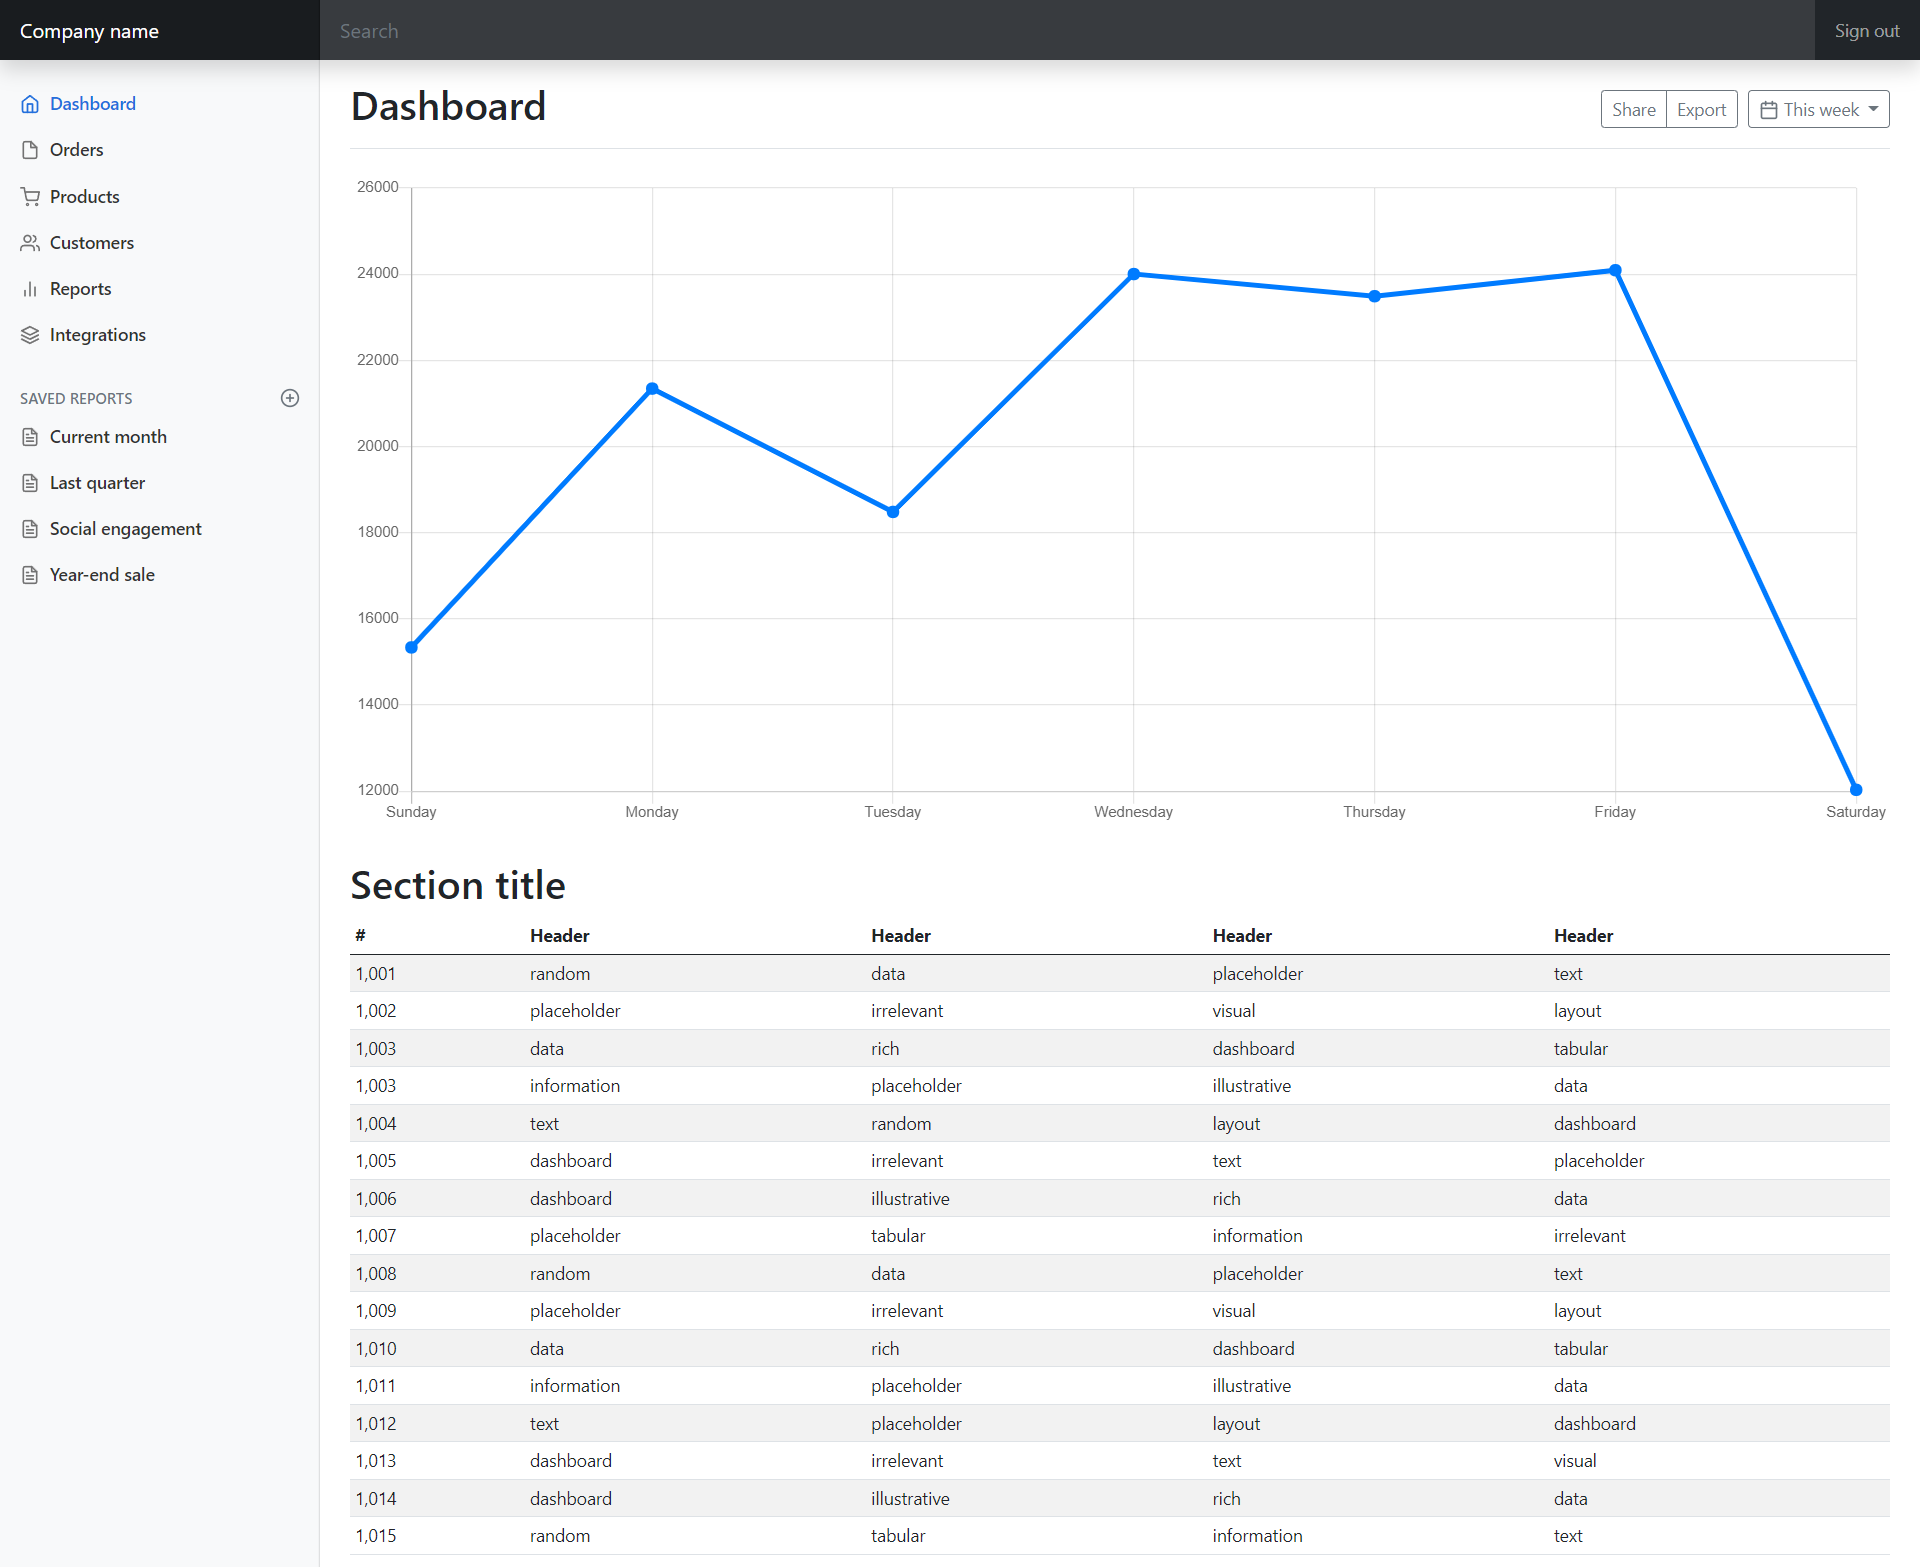 Company name
Search
Sign out
Dashboard
Orders
Products
Customers
Reports
Integrations
SAVED REPORTS
Current month
Last quarter
Social engagement
Year-end sale
Dashboard
Share Export This week
26000
24000
22000
20000
18000
16000
14000
12000
Sunday Monday Tuesday Wednesday Thursday Friday Saturday
Section title
# Header Header Header Header
1,001 random data placeholder text
1,002 placeholder irrelevant visual layout
1,003 data rich dashboard tabular
1,003 information placeholder illustrative data
1,004 text random layout dashboard
1,005 dashboard irrelevant text placeholder
1,006 dashboard illustrative rich data
1,007 placeholder tabular information irrelevant
1,008 random data placeholder text
1,009 placeholder irrelevant visual layout
1,010 data rich dashboard tabular
1,011 information placeholder illustrative data
1,012 text placeholder layout dashboard
1,013 dashboard irrelevant text visual
1,014 dashboard illustrative rich data
1,015 random tabular information text